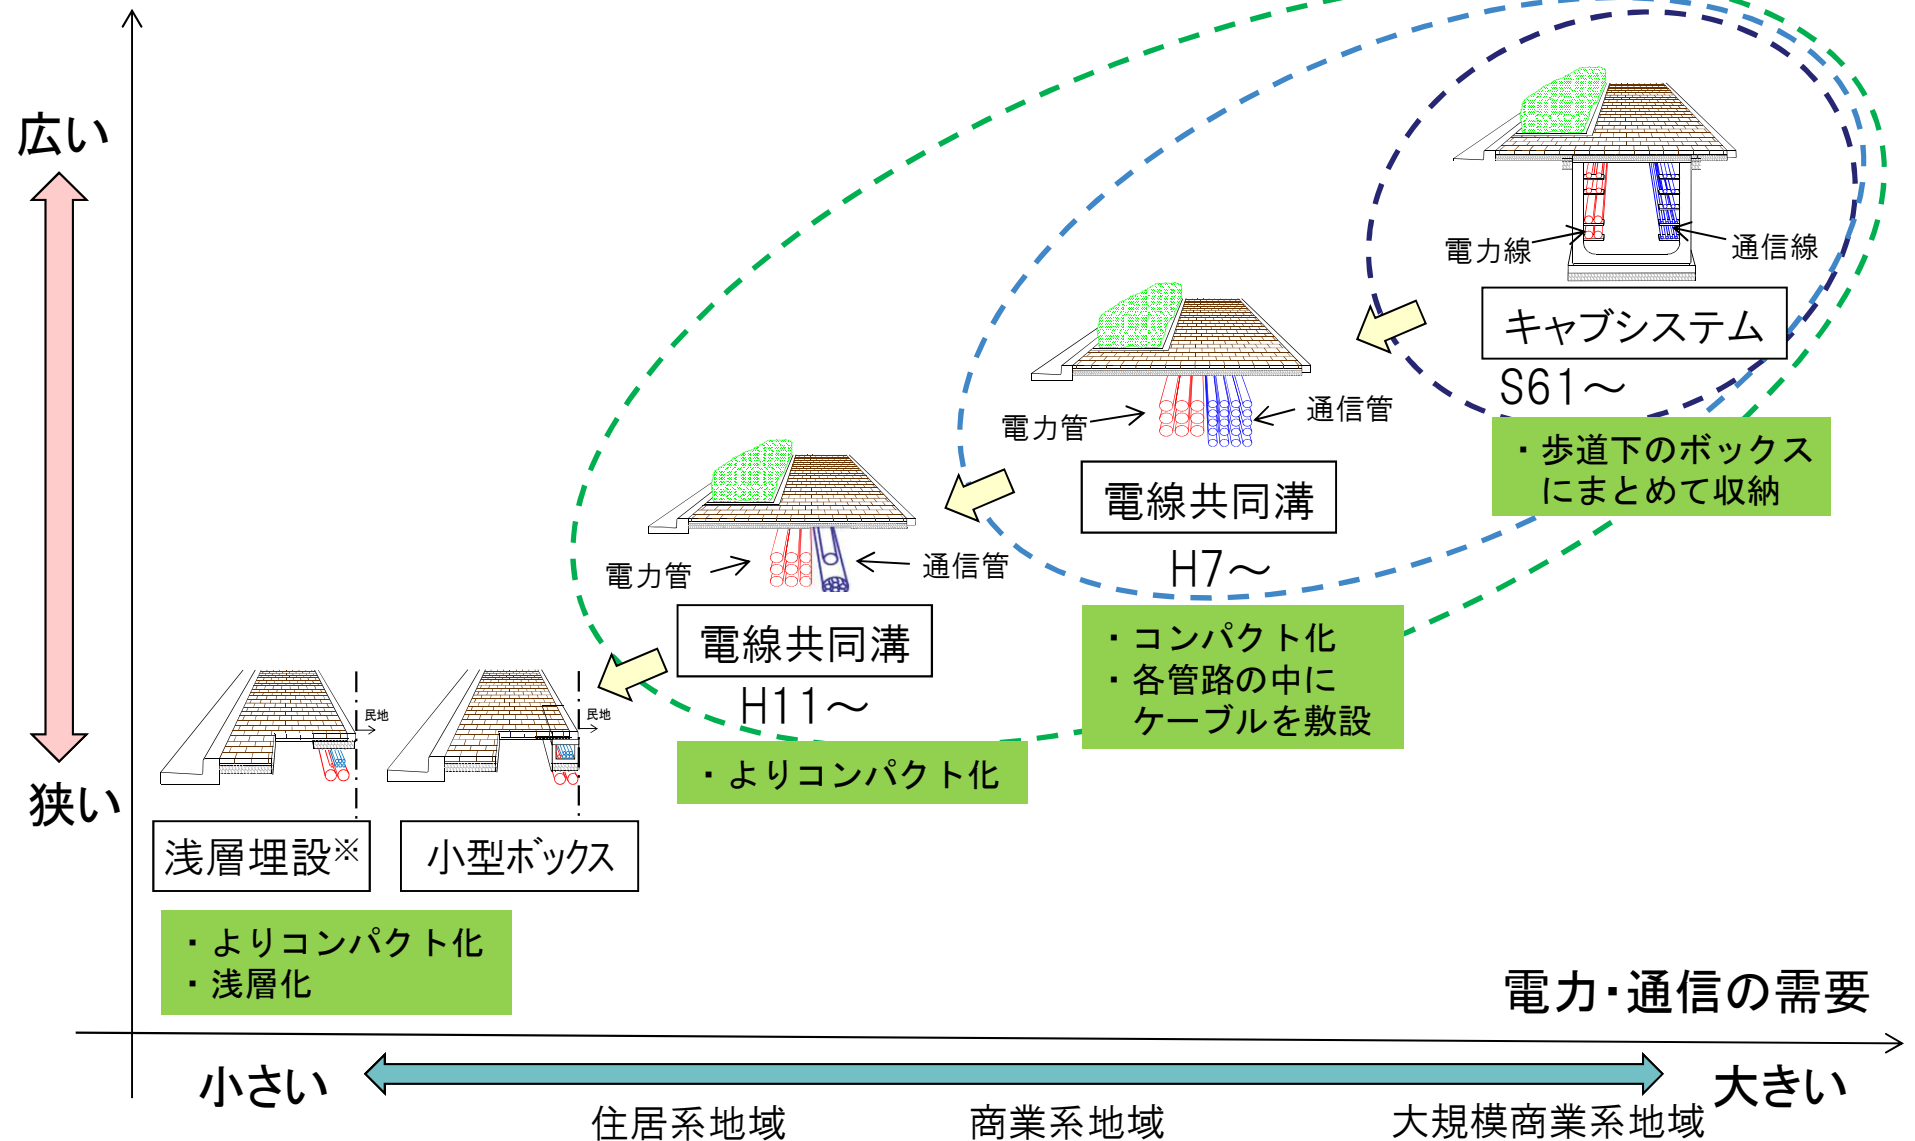 広い
狭い
電力線
通信線
キャブシステム
S61～
・歩道下のボックス
にまとめて収納
電力管
通信管
電線共同溝
H7～
・コンパクト化
・各管路の中に
ケーブルを敷設
電力管
通信管
電線共同溝
H11～
・よりコンパクト化
民地
民地
浅層埋設※
小型ボックス
・よりコンパクト化
・浅層化
電力・通信の需要
小さい
大きい
住居系地域
商業系地域
大規模商業系地域